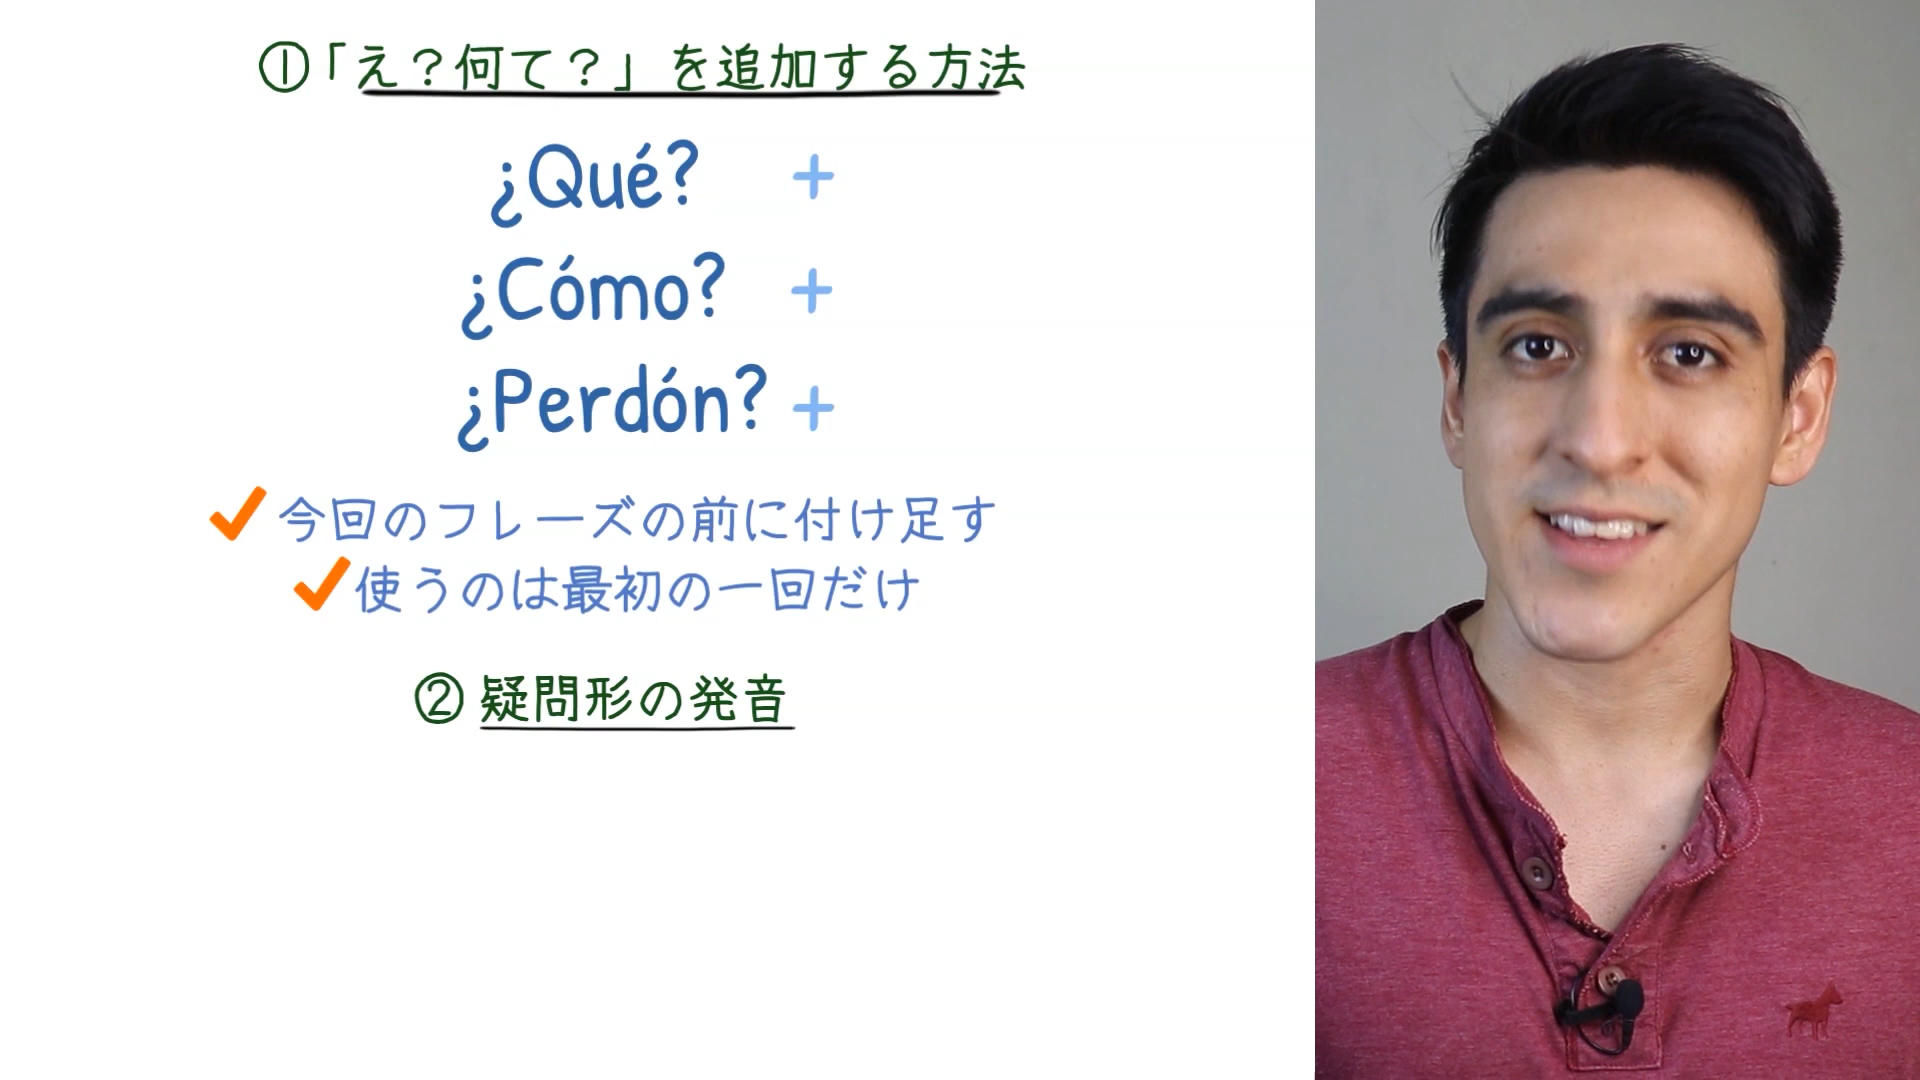 ①「え？何て？」を追加する方法
¿Qué? +
¿Cómo? +
¿Perdón? +
✓今回のフレーズの前に付け足す
✓使うのは最初の一回だけ
② 疑問形の発音